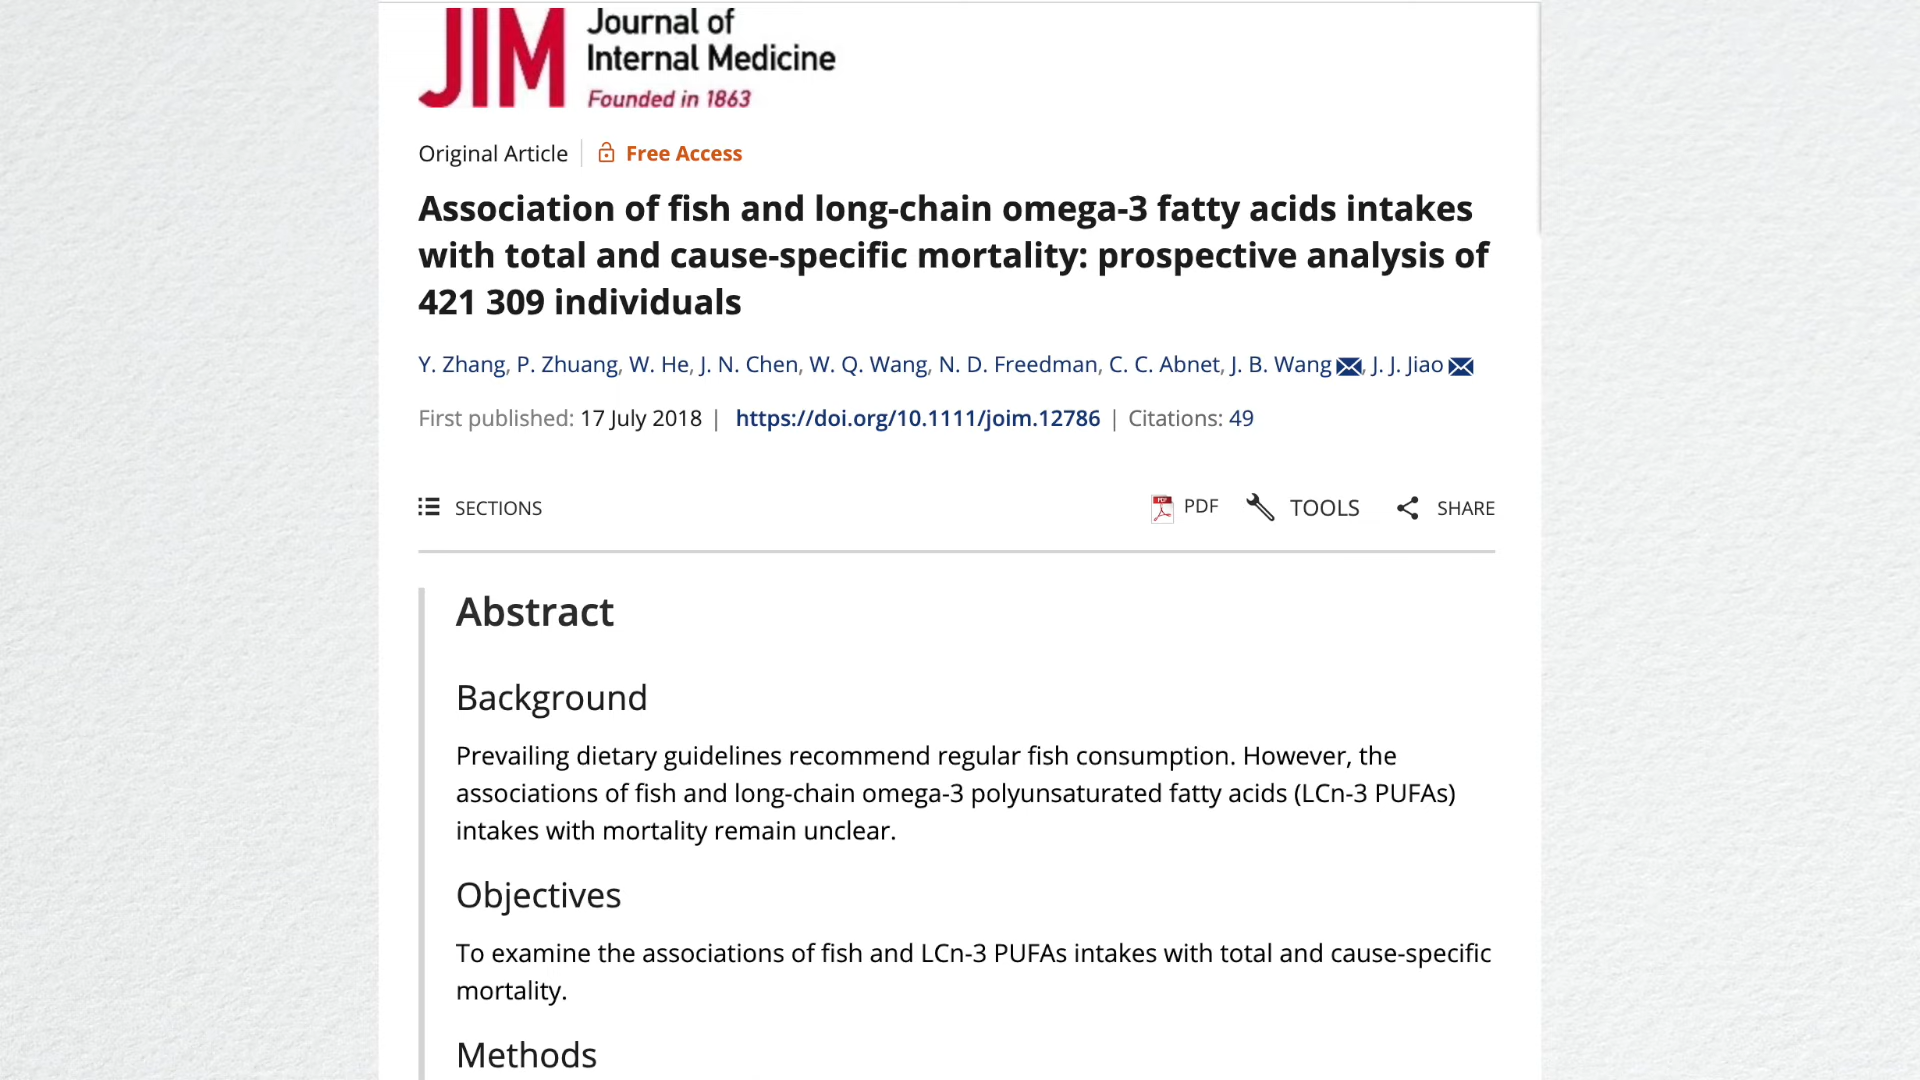 JIM
Journal of
Internal Medicine
Founded in 1863
Original Article
Free Access
Association of fish and long-chain omega-3 fatty acids intakes
with total and cause-specific mortality: prospective analysis of
421 309 individuals
Y. Zhang, P. Zhuang, W. He, J. N. Chen, W. Q. Wang, N. D. Freedman, C. C. Abnet, J. B. Wang, J. J. Jiao
First published: 17 July 2018 | https://doi.org/10.1111/joim.12786 | Citations: 49
SECTIONS
PDF TOOLS SHARE
Abstract
Background
Prevailing dietary guidelines recommend regular fish consumption. However, the
associations of fish and long-chain omega-3 polyunsaturated fatty acids (LCn-3 PUFAs)
intakes with mortality remain unclear.
Objectives
To examine the associations of fish and LCn-3 PUFAs intakes with total and cause-specific
mortality.
Methods